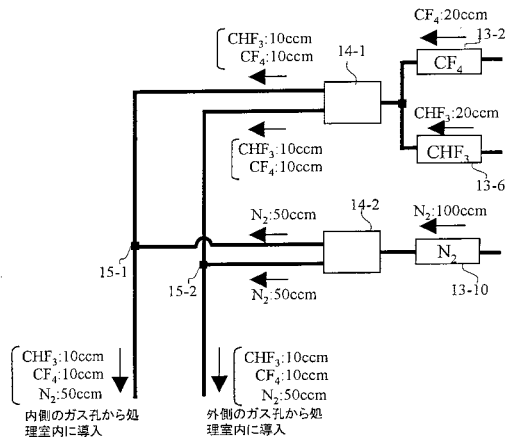 CF₄:20ccm
13-2
CHF₃:10ccm
CF₄:10ccm
14-1
CF₄
CHF₃:20ccm
CHF₃
13-6
CHF₃:10ccm
CF₄:10ccm
14-2
N₂:50ccm
N₂:100ccm
N₂
13-10
15-1
15-2
N₂:50ccm
CHF₃:10ccm
CF₄:10ccm
N₂:50ccm
内側のガス孔から処
理室内に導入
CHF₃:10ccm
CF₄:10ccm
N₂:50ccm
外側のガス孔から処
理室内に導入